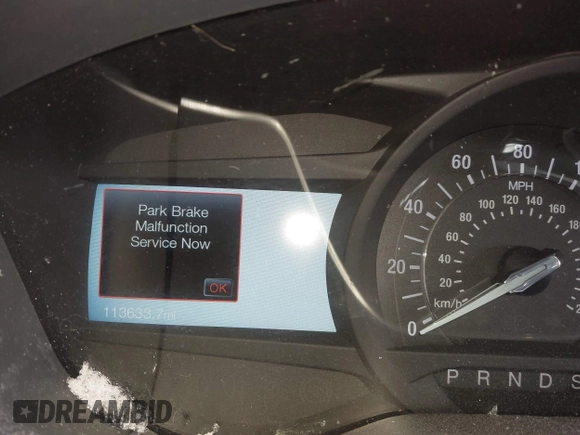 Park Brake
Malfunction
Service Now
OK
113633.7mi
0
20
40
60
80
MPH
20
40
60
80
100
120
140
160
km/h
P R N D S
DREAMBID